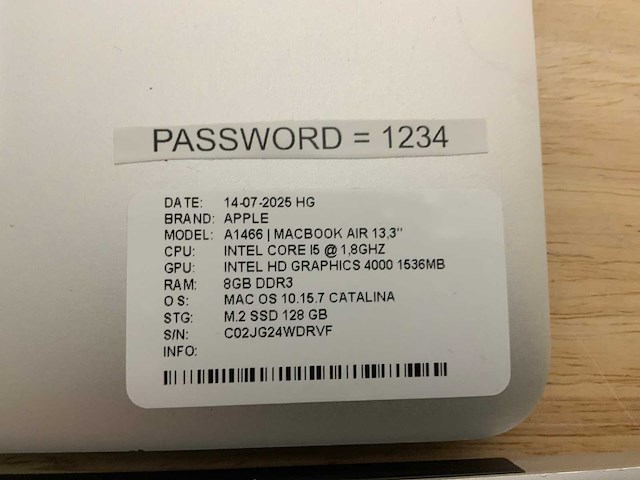 PASSWORD = 1234
DATE: 14-07-2025 HG
BRAND: APPLE
MODEL: A1466 | MACBOOK AIR 13,3"
CPU: INTEL CORE I5 @ 1,8GHZ
GPU: INTEL HD GRAPHICS 4000 1536MB
RAM: 8GB DDR3
O S: MAC OS 10.15.7 CATALINA
STG: M.2 SSD 128 GB
S/N: C02JG24WDRVF
INFO: